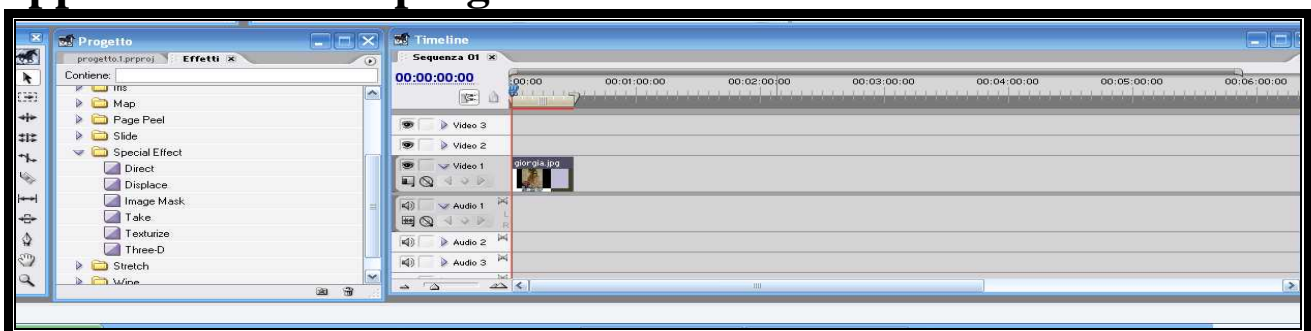 Progetto
progetto.1.prproj Effetti
Contiene:
Map
Page Peel
Slide
Special Effect
Direct
Displace
Image Mask
Take
Texturize
Three-D
Stretch
Wipe
Timeline
Sequenza 01
00:00:00:00
:00:00 00:01:00:00 00:02:00:00 00:03:00:00 00:04:00:00 00:05:00:00 00:06:00:00
Video 3
Video 2
Video 1
giorgia.jpg
Audio 1
L
R
Audio 2
Audio 3